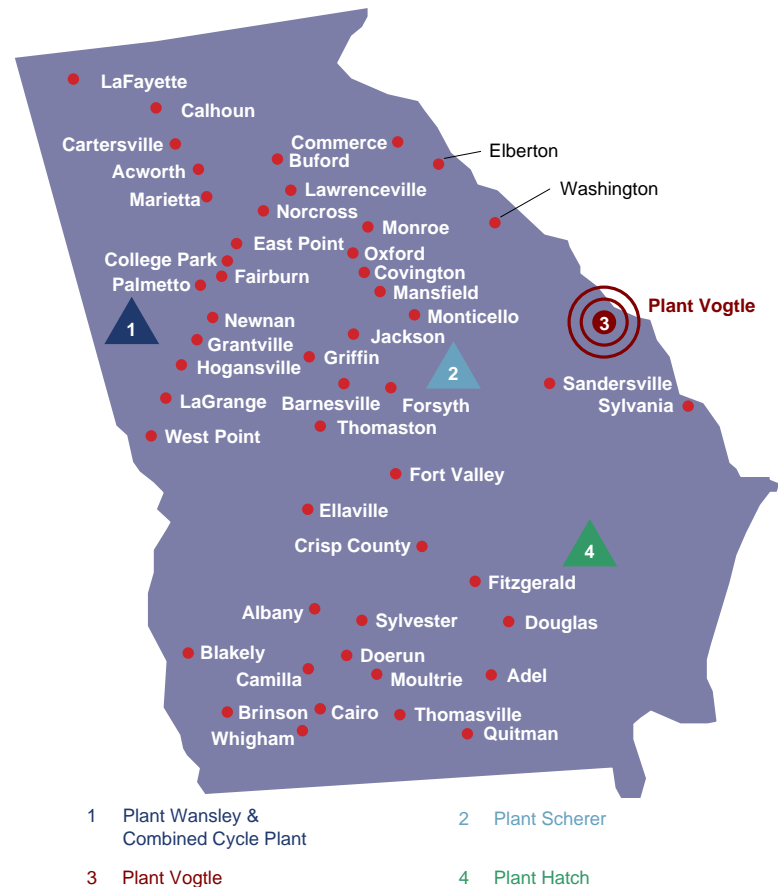 LaFayette
Calhoun
Cartersville
Commerce
Elberton
Buford
Acworth
Washington
Lawrenceville
Marietta
Norcross
Monroe
East Point
Oxford
College Park
Covington
Fairburn
Palmetto
Mansfield
Plant Vogtle
Newnan
Monticello
3
1
Jackson
Grantville
Griffin
Hogansville
2
Sandersville
LaGrange
Barnesville
Forsyth
Sylvania
Thomaston
West Point
Fort Valley
Ellaville
Crisp County
4
Fitzgerald
Albany
Sylvester
Douglas
Blakely
Doerun
Camilla
Moultrie
Adel
Brinson
Cairo
Thomasville
Whigham
Quitman
1 Plant Wansley &
Combined Cycle Plant
2 Plant Scherer
3 Plant Vogtle
4 Plant Hatch